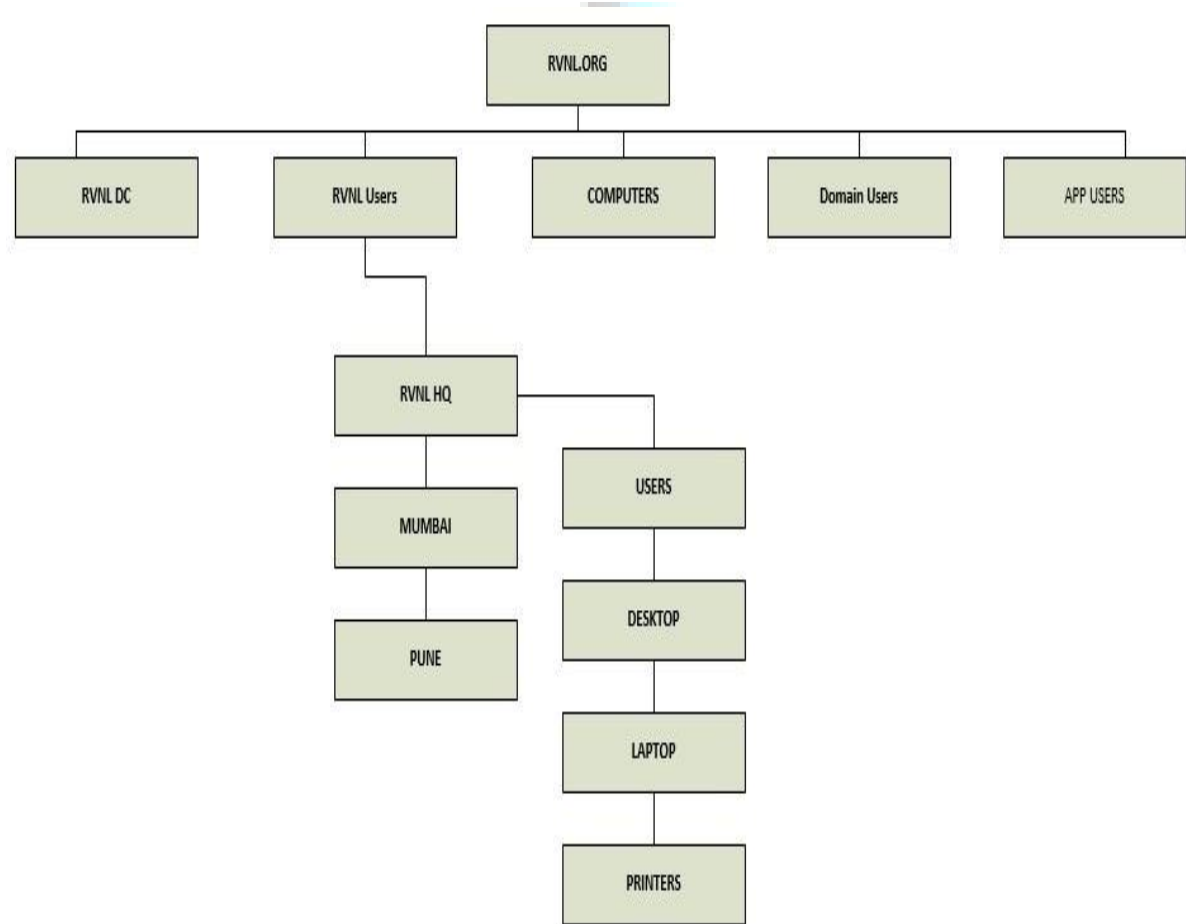 RVNL.ORG
RVNL DC
RVNL Users
COMPUTERS
Domain Users
APP USERS
RVNL HQ
USERS
MUMBAI
DESKTOP
PUNE
LAPTOP
PRINTERS